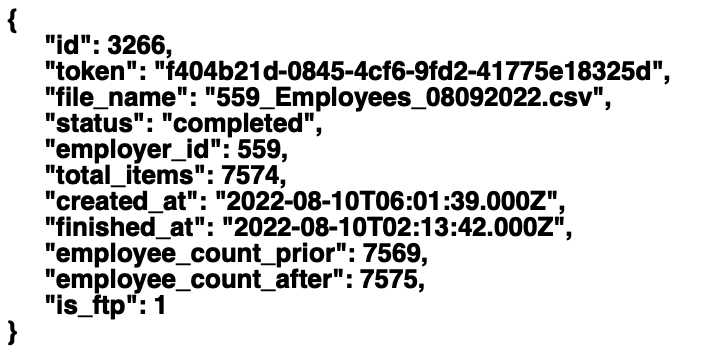 {
"id": 3266,
"token": "f404b21d-0845-4cf6-9fd2-41775e18325d",
"file_name": "559_Employees_08092022.csv",
"status": "completed",
"employer_id": 559,
"total_items": 7574,
"created_at": "2022-08-10T06:01:39.000Z",
"finished_at": "2022-08-10T02:13:42.000Z",
"employee_count_prior": 7569,
"employee_count_after": 7575,
"is_ftp": 1
}